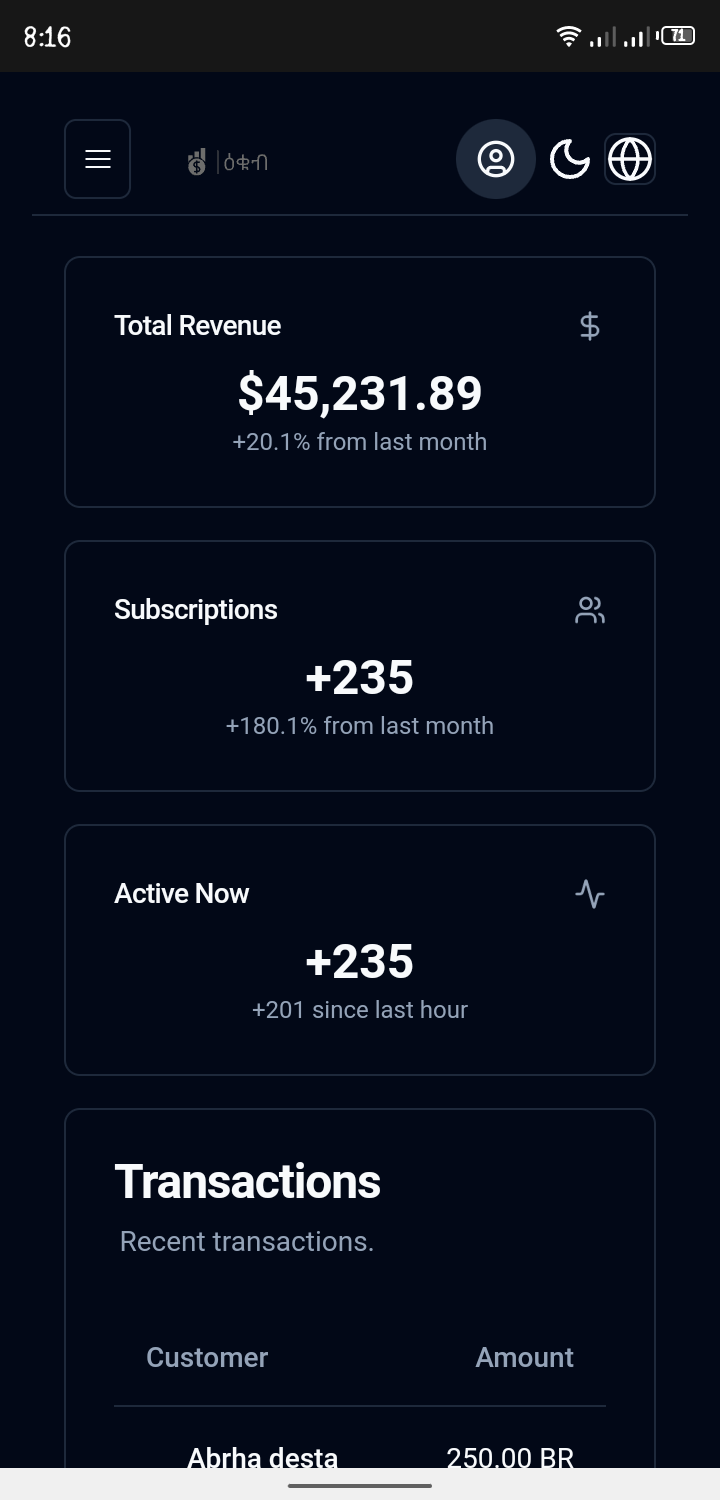 8:16
71
$ ዕቁብ
Total Revenue
$
$45,231.89
+20.1% from last month
Subscriptions
+235
+180.1% from last month
Active Now
+235
+201 since last hour
Transactions
Recent transactions.
Customer Amount
Abrha desta 250.00 BR